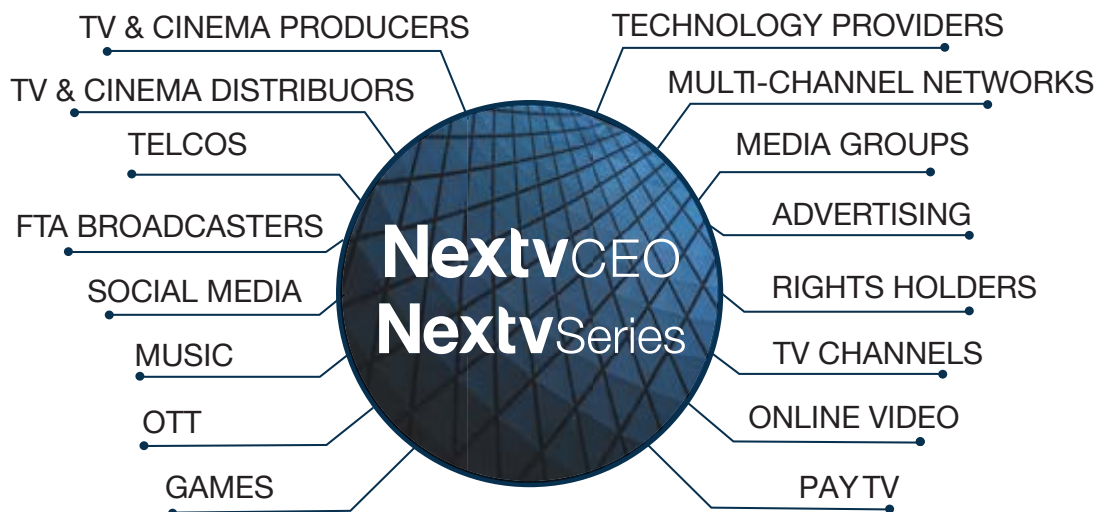 TV & CINEMA PRODUCERS
TV & CINEMA DISTRIBUORS
TELCOS
FTA BROADCASTERS
SOCIAL MEDIA
MUSIC
OTT
GAMES
NextvCEO
NextvSeries
TECHNOLOGY PROVIDERS
MULTI-CHANNEL NETWORKS
MEDIA GROUPS
ADVERTISING
RIGHTS HOLDERS
TV CHANNELS
ONLINE VIDEO
PAY TV